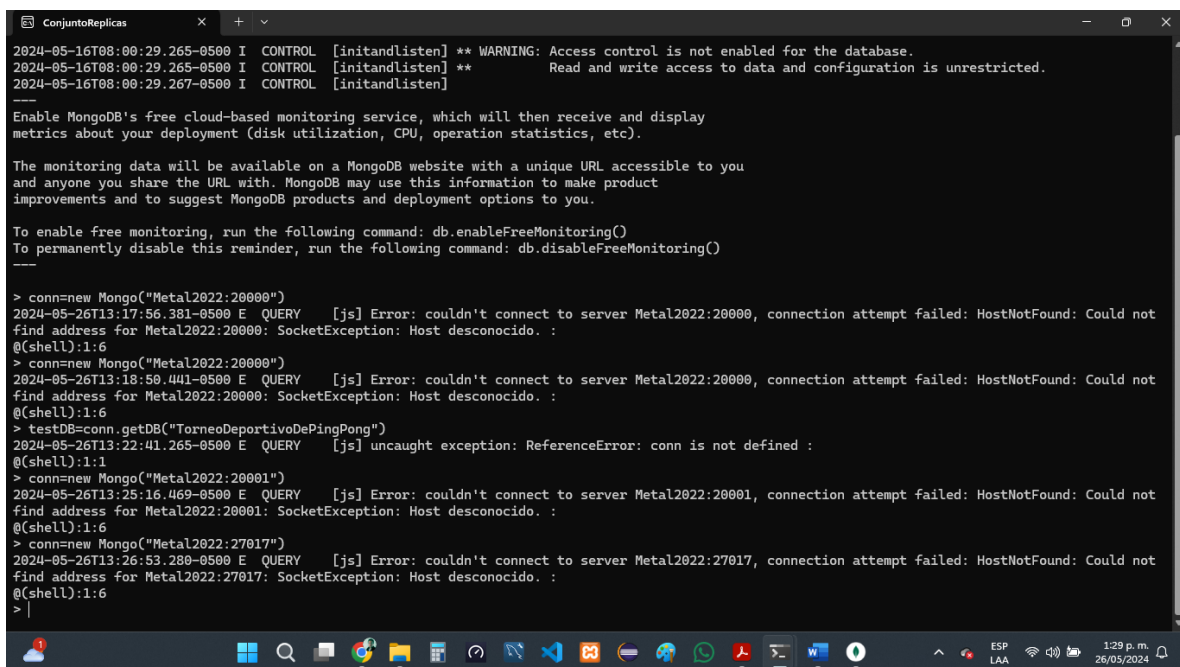 ConjuntoReplicas
2024-05-16T08:00:29.265-0500 I  CONTROL  [initandlisten] ** WARNING: Access control is not enabled for the database.
2024-05-16T08:00:29.265-0500 I  CONTROL  [initandlisten] **          Read and write access to data and configuration is unrestricted.
2024-05-16T08:00:29.267-0500 I  CONTROL  [initandlisten]
---
Enable MongoDB's free cloud-based monitoring service, which will then receive and display
metrics about your deployment (disk utilization, CPU, operation statistics, etc).
The monitoring data will be available on a MongoDB website with a unique URL accessible to you
and anyone you share the URL with. MongoDB may use this information to make product
improvements and to suggest MongoDB products and deployment options to you.
To enable free monitoring, run the following command: db.enableFreeMonitoring()
To permanently disable this reminder, run the following command: db.disableFreeMonitoring()
---
> conn=new Mongo("Metal2022:20000")
2024-05-26T13:17:56.381-0500 E  QUERY    [js] Error: couldn't connect to server Metal2022:20000, connection attempt failed: HostNotFound: Could not
find address for Metal2022:20000: SocketException: Host desconocido. :
@(shell):1:6
> conn=new Mongo("Metal2022:20000")
2024-05-26T13:18:50.441-0500 E  QUERY    [js] Error: couldn't connect to server Metal2022:20000, connection attempt failed: HostNotFound: Could not
find address for Metal2022:20000: SocketException: Host desconocido. :
@(shell):1:6
> testDB=conn.getDB("TorneoDeportivoDePingPong")
2024-05-26T13:22:41.265-0500 E  QUERY    [js] uncaught exception: ReferenceError: conn is not defined :
@(shell):1:1
> conn=new Mongo("Metal2022:20001")
2024-05-26T13:25:16.469-0500 E  QUERY    [js] Error: couldn't connect to server Metal2022:20001, connection attempt failed: HostNotFound: Could not
find address for Metal2022:20001: SocketException: Host desconocido. :
@(shell):1:6
> conn=new Mongo("Metal2022:27017")
2024-05-26T13:26:53.280-0500 E  QUERY    [js] Error: couldn't connect to server Metal2022:27017, connection attempt failed: HostNotFound: Could not
find address for Metal2022:27017: SocketException: Host desconocido. :
@(shell):1:6
>
1
ESP
LAA
1:29 p. m.
26/05/2024